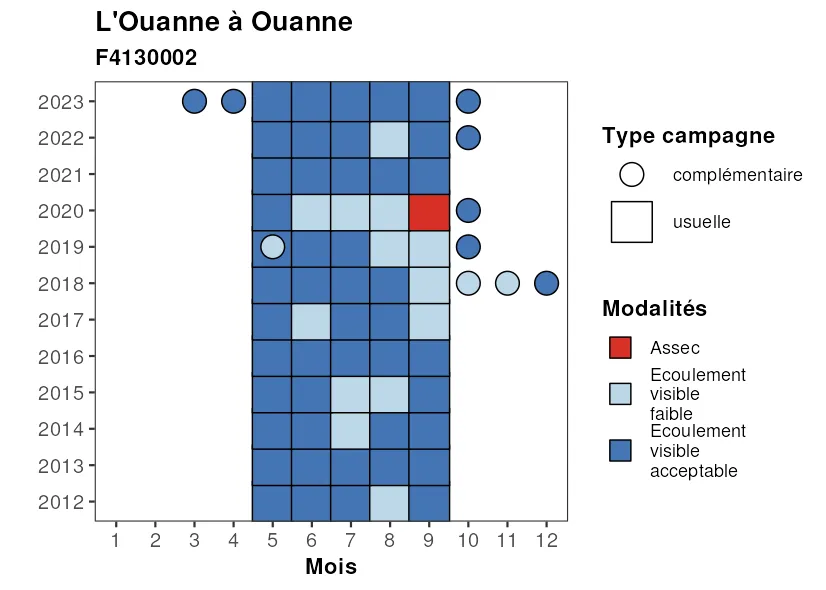 L'Ouanne à Ouanne
F4130002
2023
2022
2021
2020
2019
2018
2017
2016
2015
2014
2013
2012
1 2 3 4 5 6 7 8 9 10 11 12
Mois
Type campagne
complémentaire
usuelle
Modalités
Assec
Ecoulement
visible
faible
Ecoulement
visible
acceptable